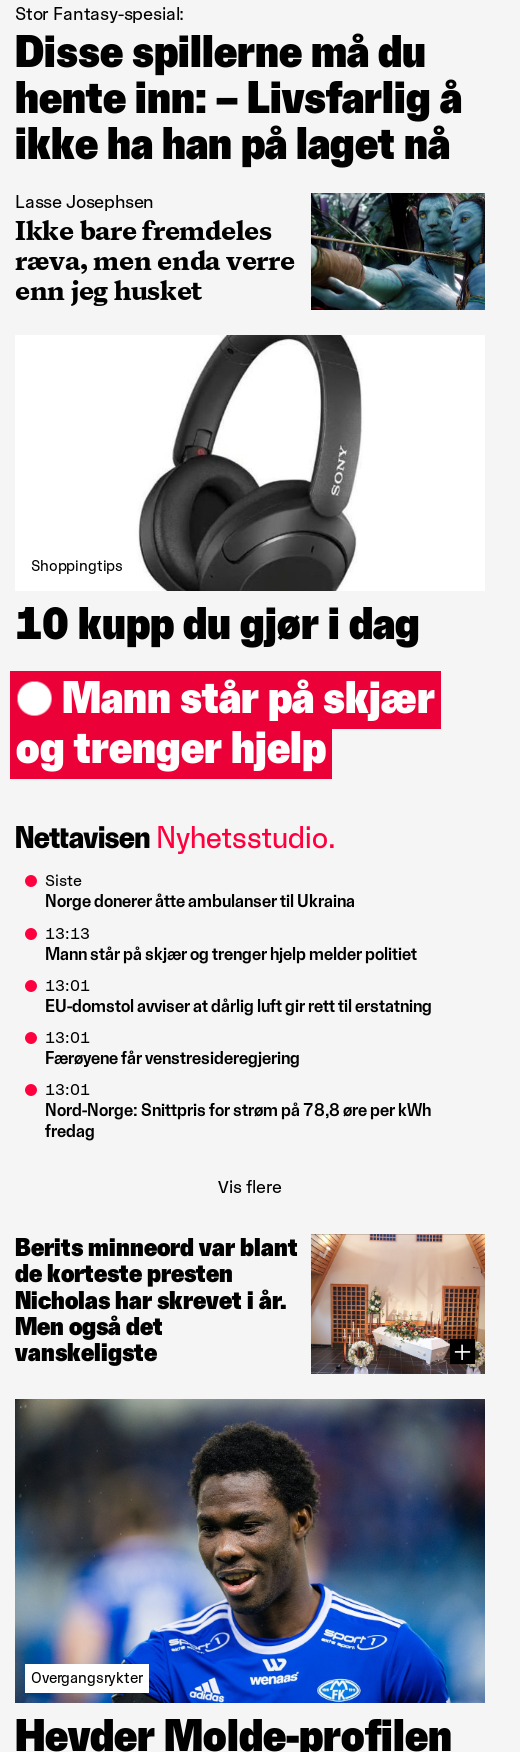 Stor Fantasy-spesial:
Disse spillerne må du
hente inn: – Livsfarlig å
ikke ha han på laget nå
Lasse Josephsen
Ikke bare fremdeles
ræva, men enda verre
enn jeg husket
SONY
Shoppingtips
10 kupp du gjør i dag
Mann står på skjær
og trenger hjelp
Nettavisen Nyhetsstudio.
Siste
Norge donerer åtte ambulanser til Ukraina
13:13
Mann står på skjær og trenger hjelp melder politiet
13:01
EU-domstol avviser at dårlig luft gir rett til erstatning
13:01
Færøyene får venstresideregjering
13:01
Nord-Norge: Snittpris for strøm på 78,8 øre per kWh
fredag
Vis flere
Berits minneord var blant
de korteste presten
Nicholas har skrevet i år.
Men også det
vanskeligste
sport1
sport1
wenaas
adidas
MFK
Overgangsrykter
Hevder Molde-profilen